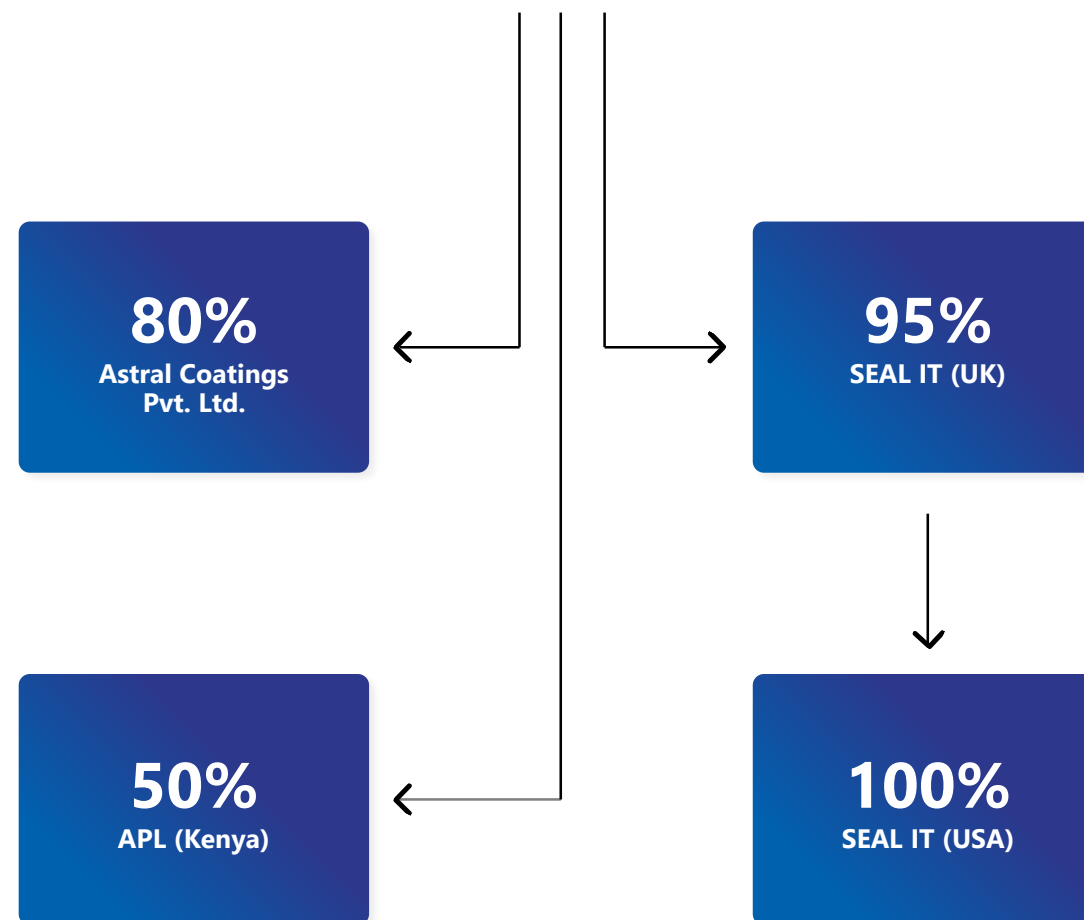 80%
Astral Coatings
Pvt. Ltd.
95%
SEAL IT (UK)
50%
APL (Kenya)
100%
SEAL IT (USA)